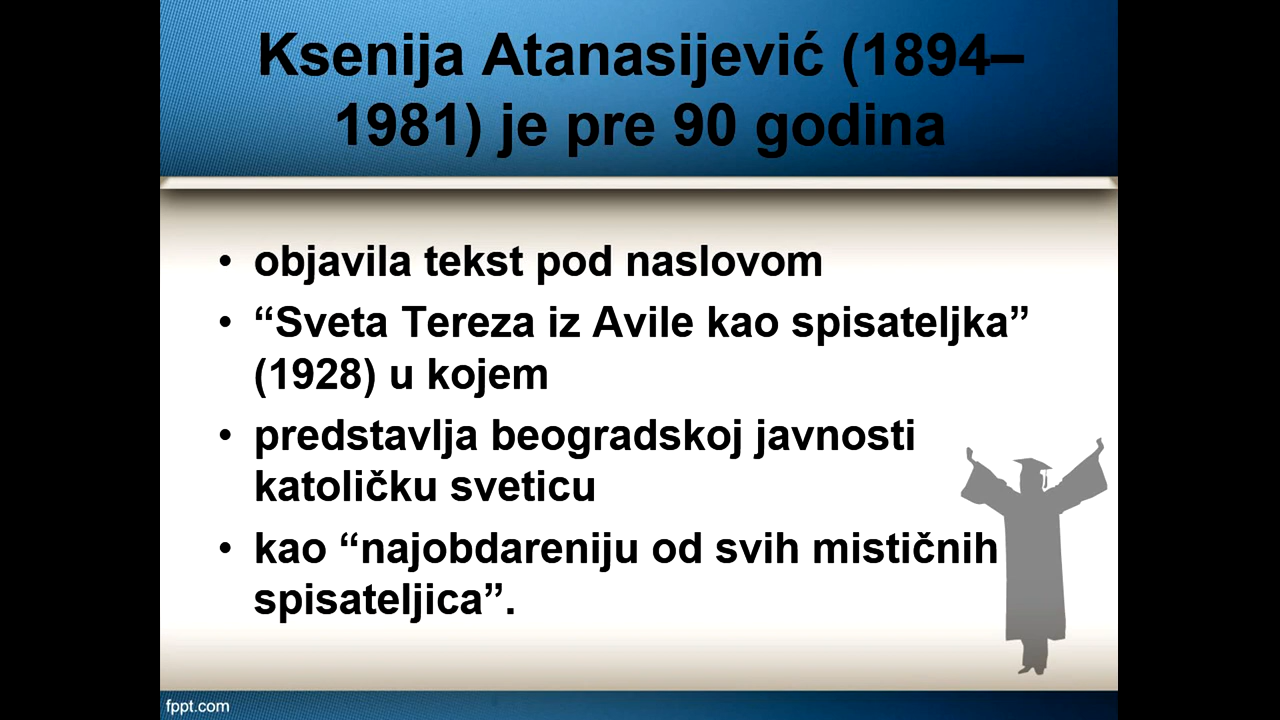 Ksenija Atanasijević (1894–
1981) je pre 90 godina
• objavila tekst pod naslovom
• “Sveta Tereza iz Avile kao spisateljka”
(1928) u kojem
• predstavlja beogradskoj javnosti
katoličku sveticu
• kao “najobdareniju od svih mističnih
spisateljica”.
fppt.com